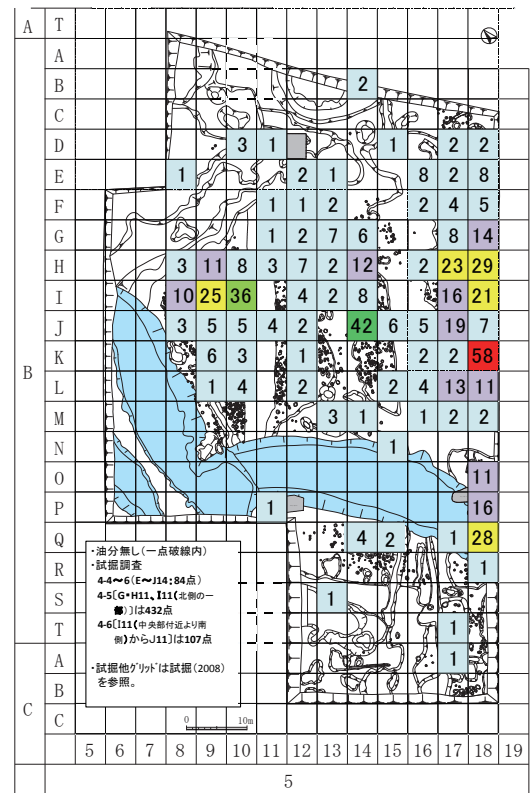 A T
A
B 2
C
D 3 1 1 2 2
E 1 2 1 8 2 8
F 1 1 2 2 4 5
G 1 2 7 6 8 14
H 3 11 8 3 7 2 12 2 23 29
I 10 25 36 4 2 8 16 21
J 3 5 5 4 2 42 6 5 19 7
B K 6 3 1 2 2 58
L 1 4 2 2 4 13 11
M 3 1 1 2 2
N 1
O 11
P 1 16
Q 4 2 1 28
R 1
S 1
T 1
A 1
B
C C
・油分無し(一点破線内)
・試掘調査
4-4～6(E～J14:84点)
4-5[G・H11、I11(北側の一
部)]は432点
4-6[I11(中央部付近より南
側)からJ11]は107点
・試掘他グリッドは試掘(2008)
を参照。
0 10m
5 6 7 8 9 10 11 12 13 14 15 16 17 18 19
5